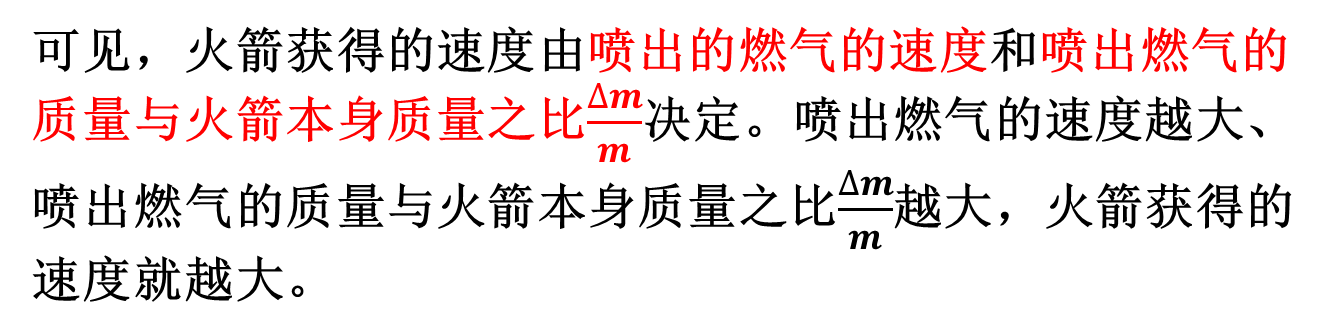 可见，火箭获得的速度由喷出的燃气的速度和喷出燃气的
质量与火箭本身质量之比Δm/m决定。喷出燃气的速度越大、
喷出燃气的质量与火箭本身质量之比Δm/m越大，火箭获得的
速度就越大。